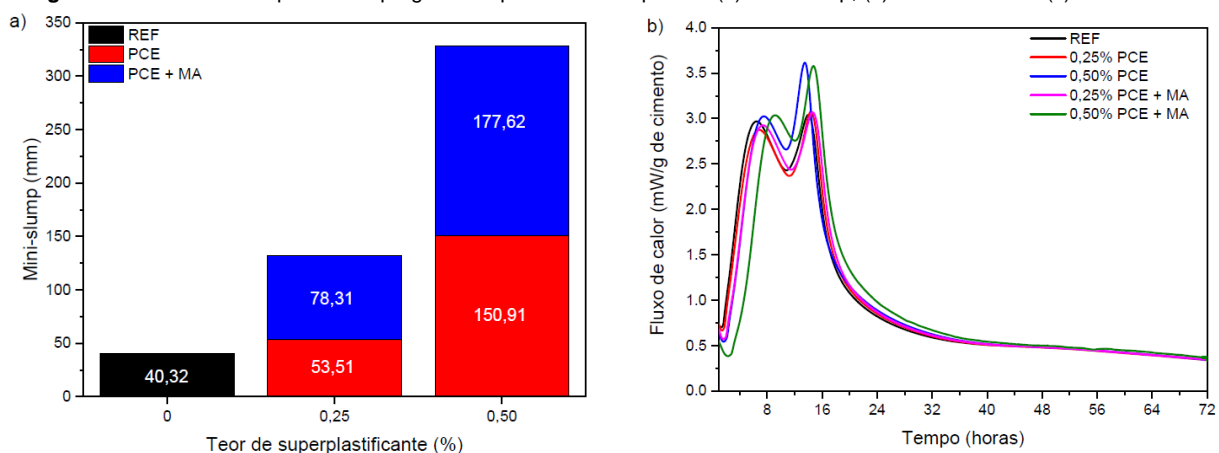 a)
REF
PCE
PCE + MA
350
300
250
200
150
100
50
0
Mini-slump (mm)
40,32
78,31
53,51
177,62
150,91
0
0,25
0,50
Teor de superplastificante (%)
b)
REF
0,25% PCE
0,50% PCE
0,25% PCE + MA
0,50% PCE + MA
4.0
3.5
3.0
2.5
2.0
1.5
1.0
0.5
0.0
Fluxo de calor (mW/g de cimento)
8
16
24
32
40
48
56
64
72
Tempo (horas)